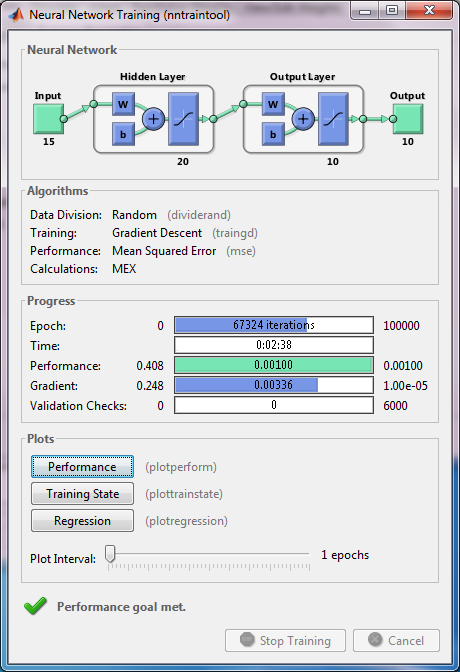 Neural Network Training (nntraintool)
Neural Network
Hidden Layer Output Layer
Input Output
W W
b b
+ +
15 20 10 10
Algorithms
Data Division: Random (dividerand)
Training: Gradient Descent (traingd)
Performance: Mean Squared Error (mse)
Calculations: MEX
Progress
Epoch: 0 67324 iterations 100000
Time: 0:02:38
Performance: 0.408 0.00100 0.00100
Gradient: 0.248 0.00336 1.00e-05
Validation Checks: 0 0 6000
Plots
Performance (plotperform)
Training State (plottrainstate)
Regression (plotregression)
Plot Interval: 1 epochs
Performance goal met.
Stop Training Cancel